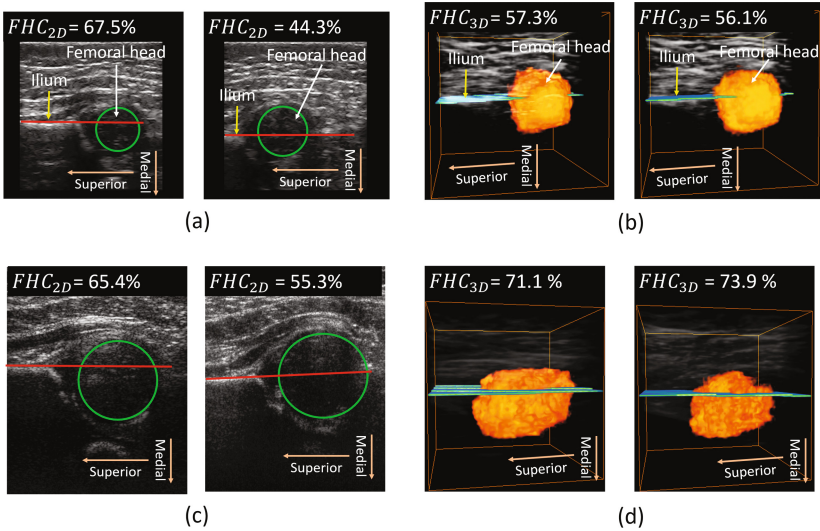 FHC2D = 67.5%
Femoral head
Ilium
Superior
Medial
FHC2D = 44.3%
Femoral head
Ilium
Superior
Medial
(a)
FHC3D = 57.3%
Femoral head
Ilium
Superior
Medial
FHC3D = 56.1%
Femoral head
Ilium
Superior
Medial
(b)
FHC2D = 65.4%
Superior
Medial
FHC2D = 55.3%
Superior
Medial
(c)
FHC3D = 71.1 %
Superior
Medial
FHC3D = 73.9 %
Superior
Medial
(d)